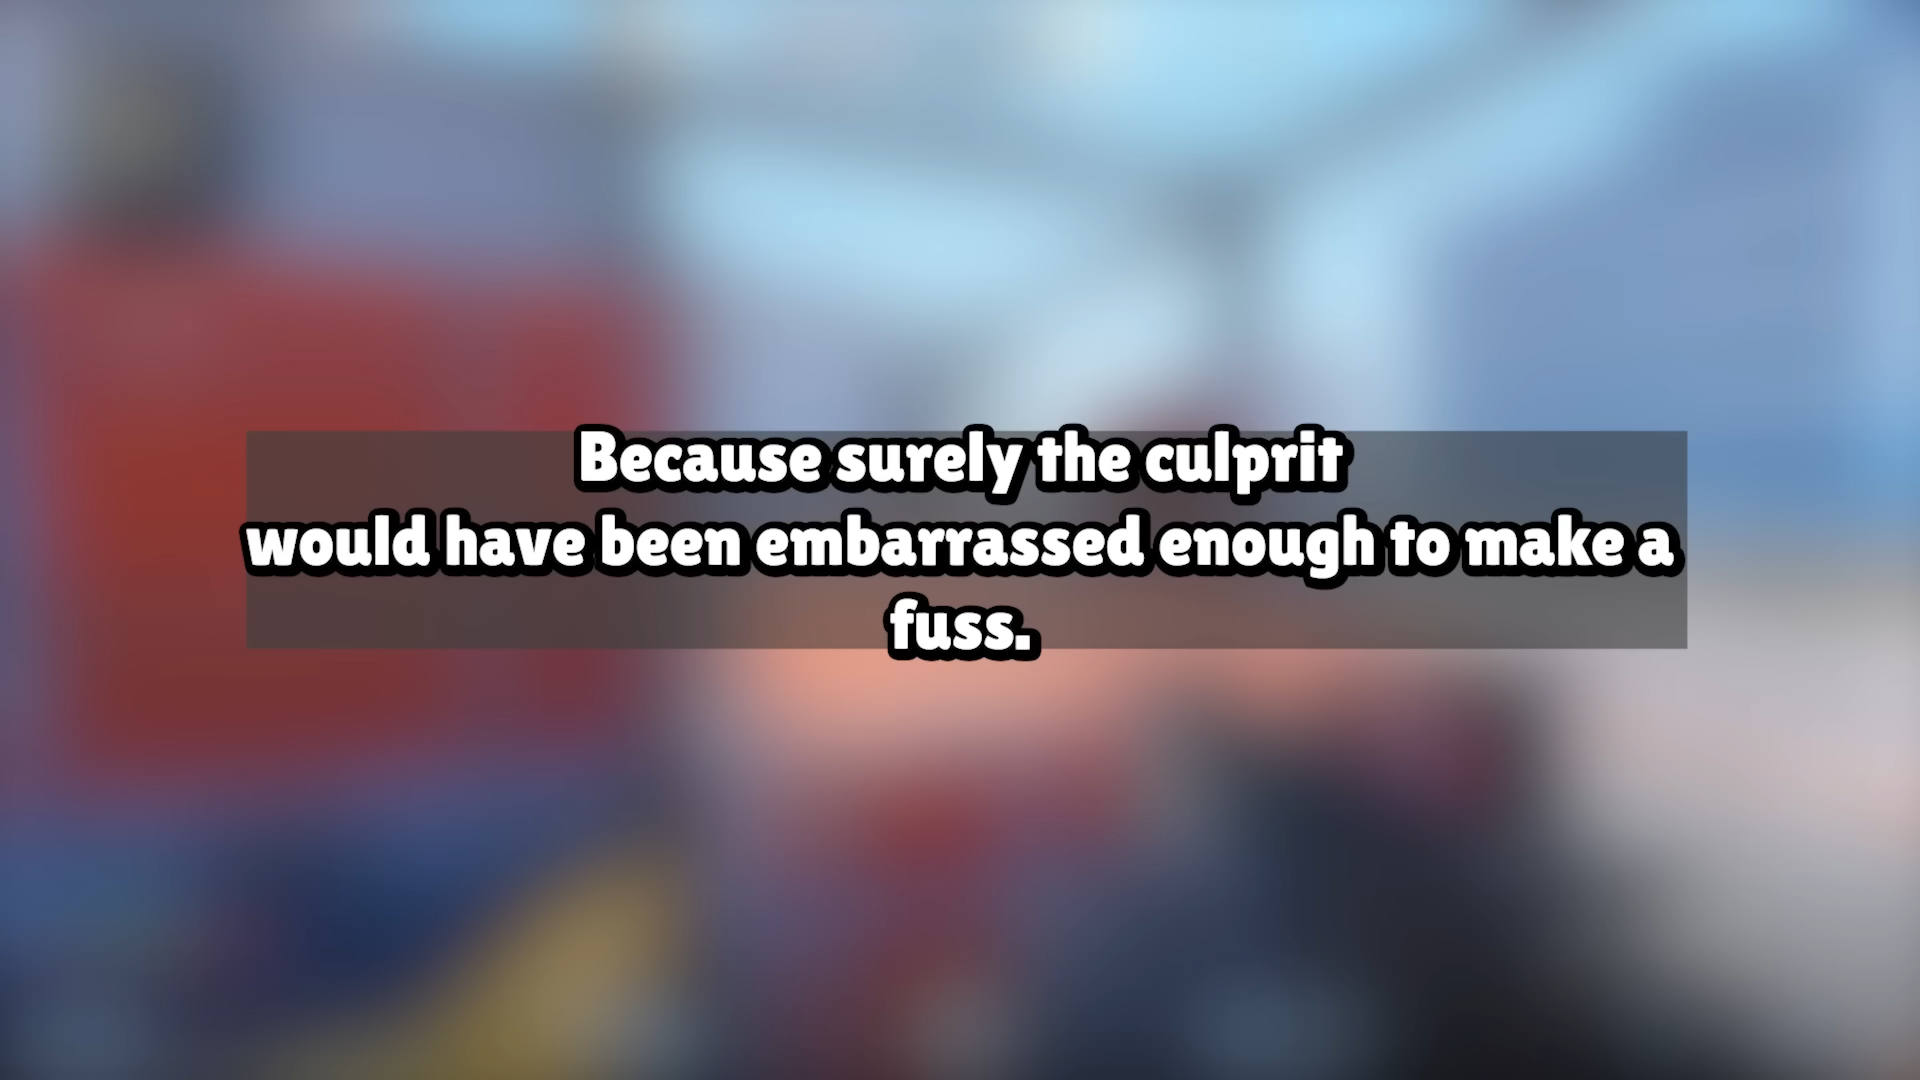 Because surely the culprit
would have been embarrassed enough to make a
fuss.